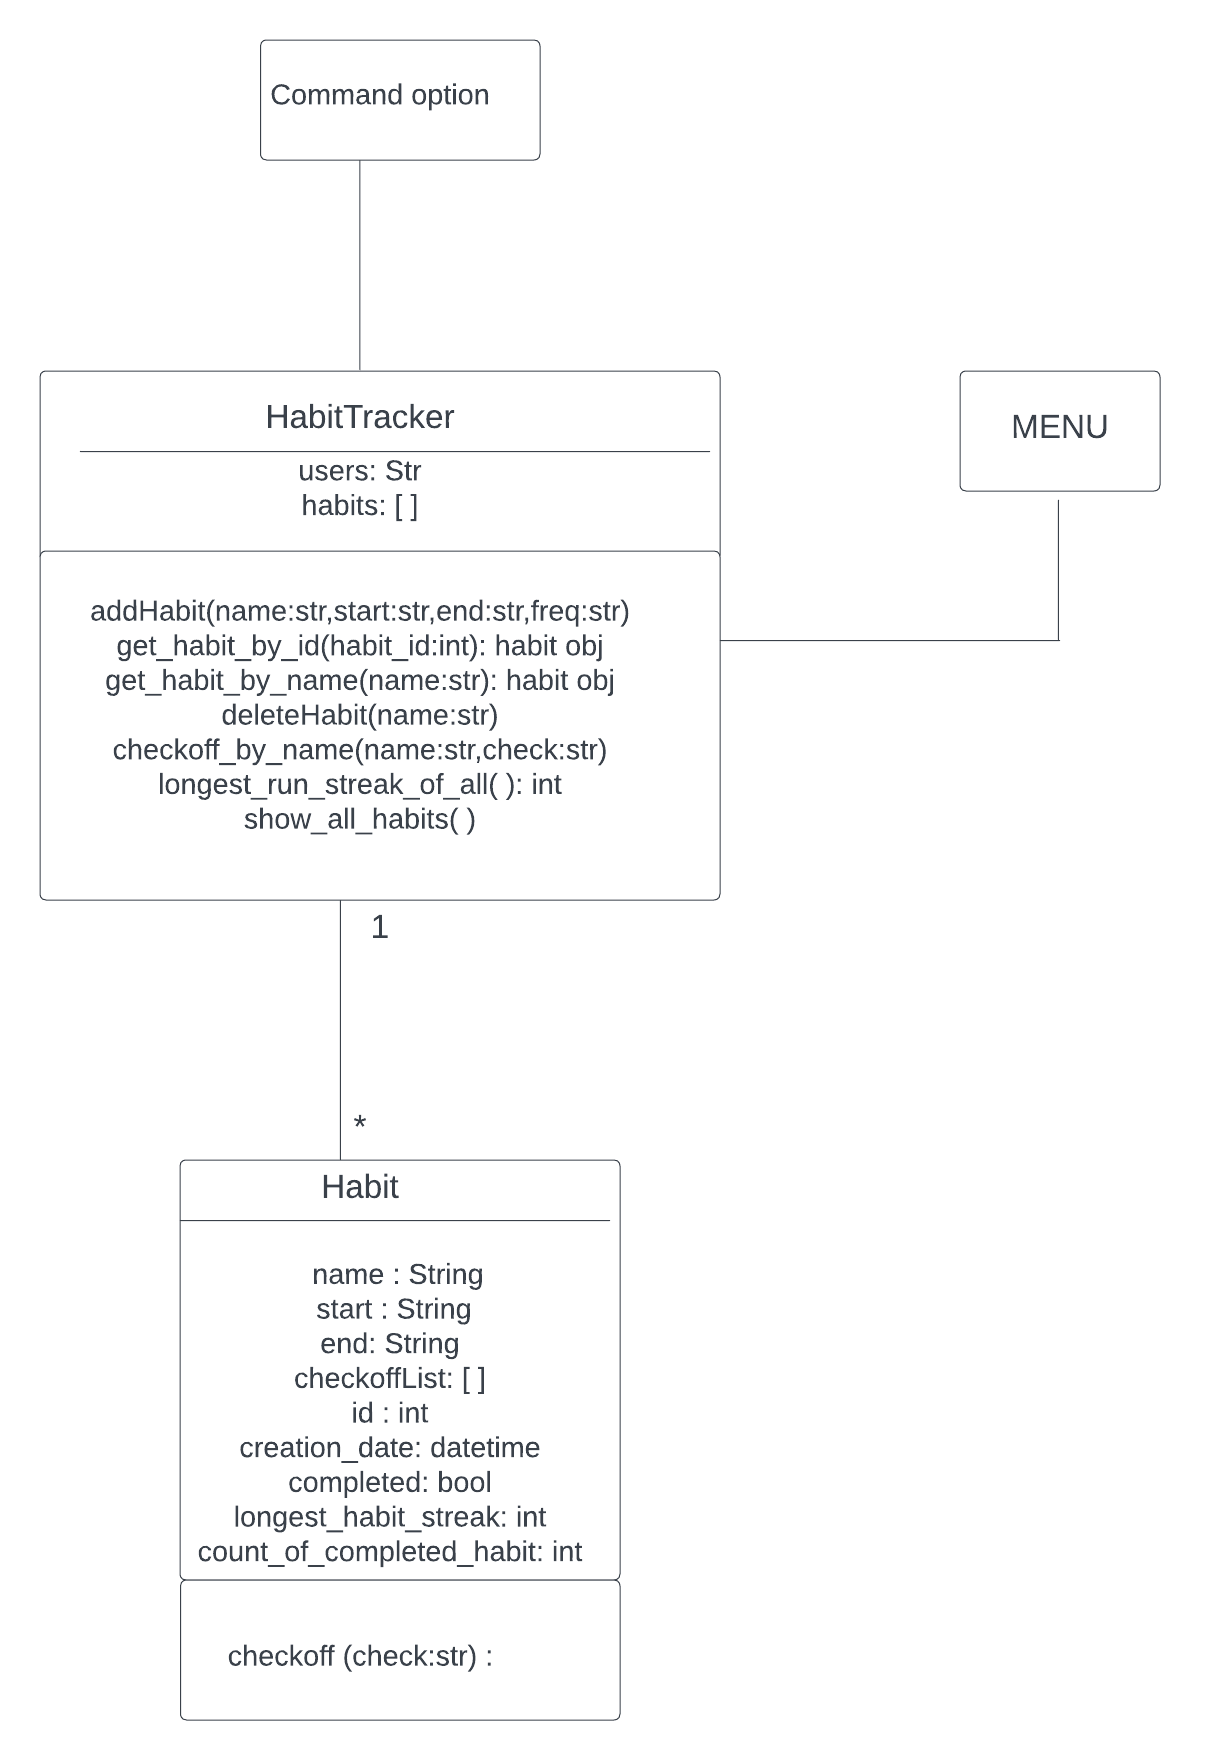 Command option
HabitTracker
users: Str
habits: [ ]
MENU
addHabit(name:str,start:str,end:str,freq:str)
get_habit_by_id(habit_id:int): habit obj
get_habit_by_name(name:str): habit obj
deleteHabit(name:str)
checkoff_by_name(name:str,check:str)
longest_run_streak_of_all( ): int
show_all_habits( )
1
*
Habit
name : String
start : String
end: String
checkoffList: [ ]
id : int
creation_date: datetime
completed: bool
longest_habit_streak: int
count_of_completed_habit: int
checkoff (check:str) :